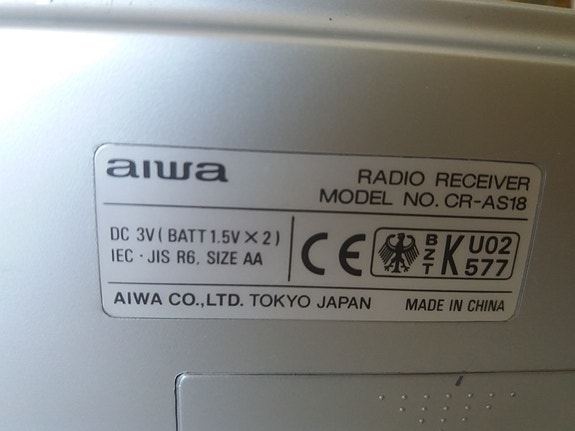 aiwa
RADIO RECEIVER
MODEL NO. CR-AS18
DC 3V ( BATT 1.5V × 2 )
IEC · JIS R6, SIZE AA
CE
BZT
K
U02
577
AIWA CO.,LTD. TOKYO JAPAN
MADE IN CHINA